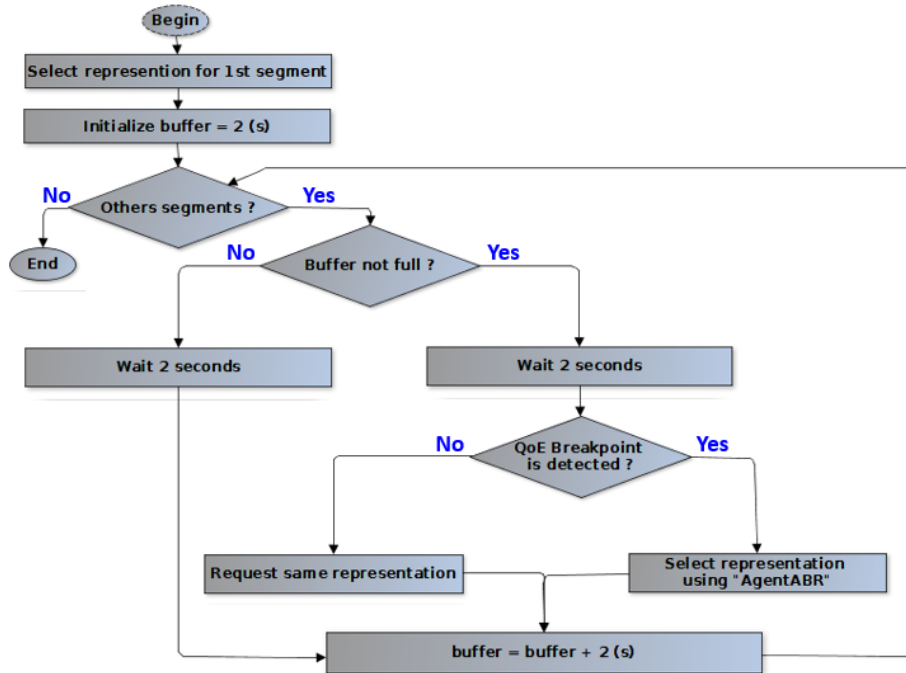 Begin
Select represention for 1st segment
Initialize buffer = 2 (s)
No
Yes
Others segments ?
End
No
Yes
Buffer not full ?
Wait 2 seconds
Wait 2 seconds
No
Yes
QoE Breakpoint
is detected ?
Request same representation
Select representation
using "AgentABR"
buffer = buffer + 2 (s)